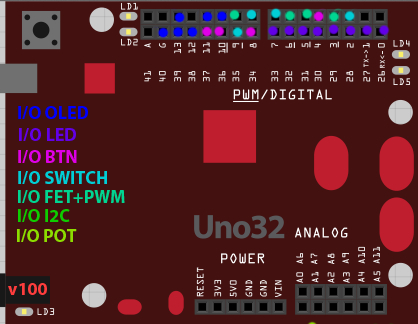 LD1
LD2
A G 13 12 11 10 9 8 7 6 5 4 3 2 TX->1 RX<-0
41 40 39 38 37 36 35 34 33 32 31 30 29 28 27 26
LD4
LD5
PWM/DIGITAL
I/O OLED
I/O LED
I/O BTN
I/O SWITCH
I/O FET+PWM
I/O I2C
I/O POT
Uno32
ANALOG
POWER
RESET 3V3 5V0 GND GND VIN
A0 A1 A2 A3 A4 A5
A6 A7 A8 A9 A10 A11
v100
LD3